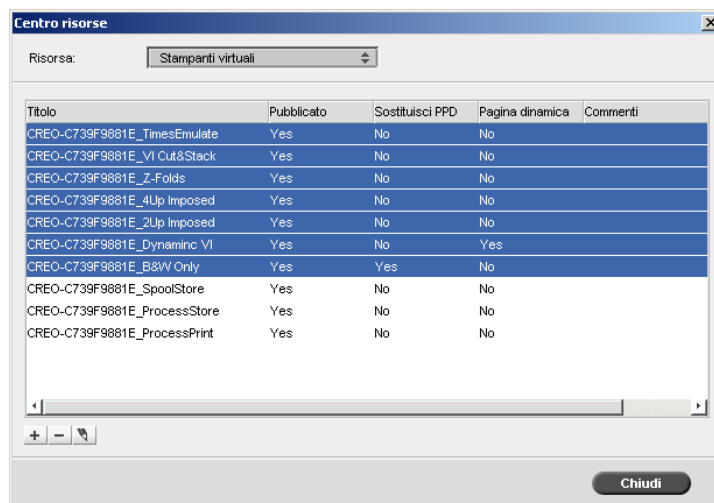 Centro risorse
Risorsa: Stampanti virtuali
Titolo Pubblicato Sostituisci PPD Pagina dinamica Commenti
CREO-C739F9881E_TimesEmulate Yes No No
CREO-C739F9881E_VI Cut&Stack Yes No No
CREO-C739F9881E_Z-Folds Yes No No
CREO-C739F9881E_4Up Imposed Yes No No
CREO-C739F9881E_2Up Imposed Yes No No
CREO-C739F9881E_Dynaminc VI Yes No Yes
CREO-C739F9881E_B&W Only Yes Yes No
CREO-C739F9881E_SpoolStore Yes No No
CREO-C739F9881E_ProcessStore Yes No No
CREO-C739F9881E_ProcessPrint Yes No No
Chiudi